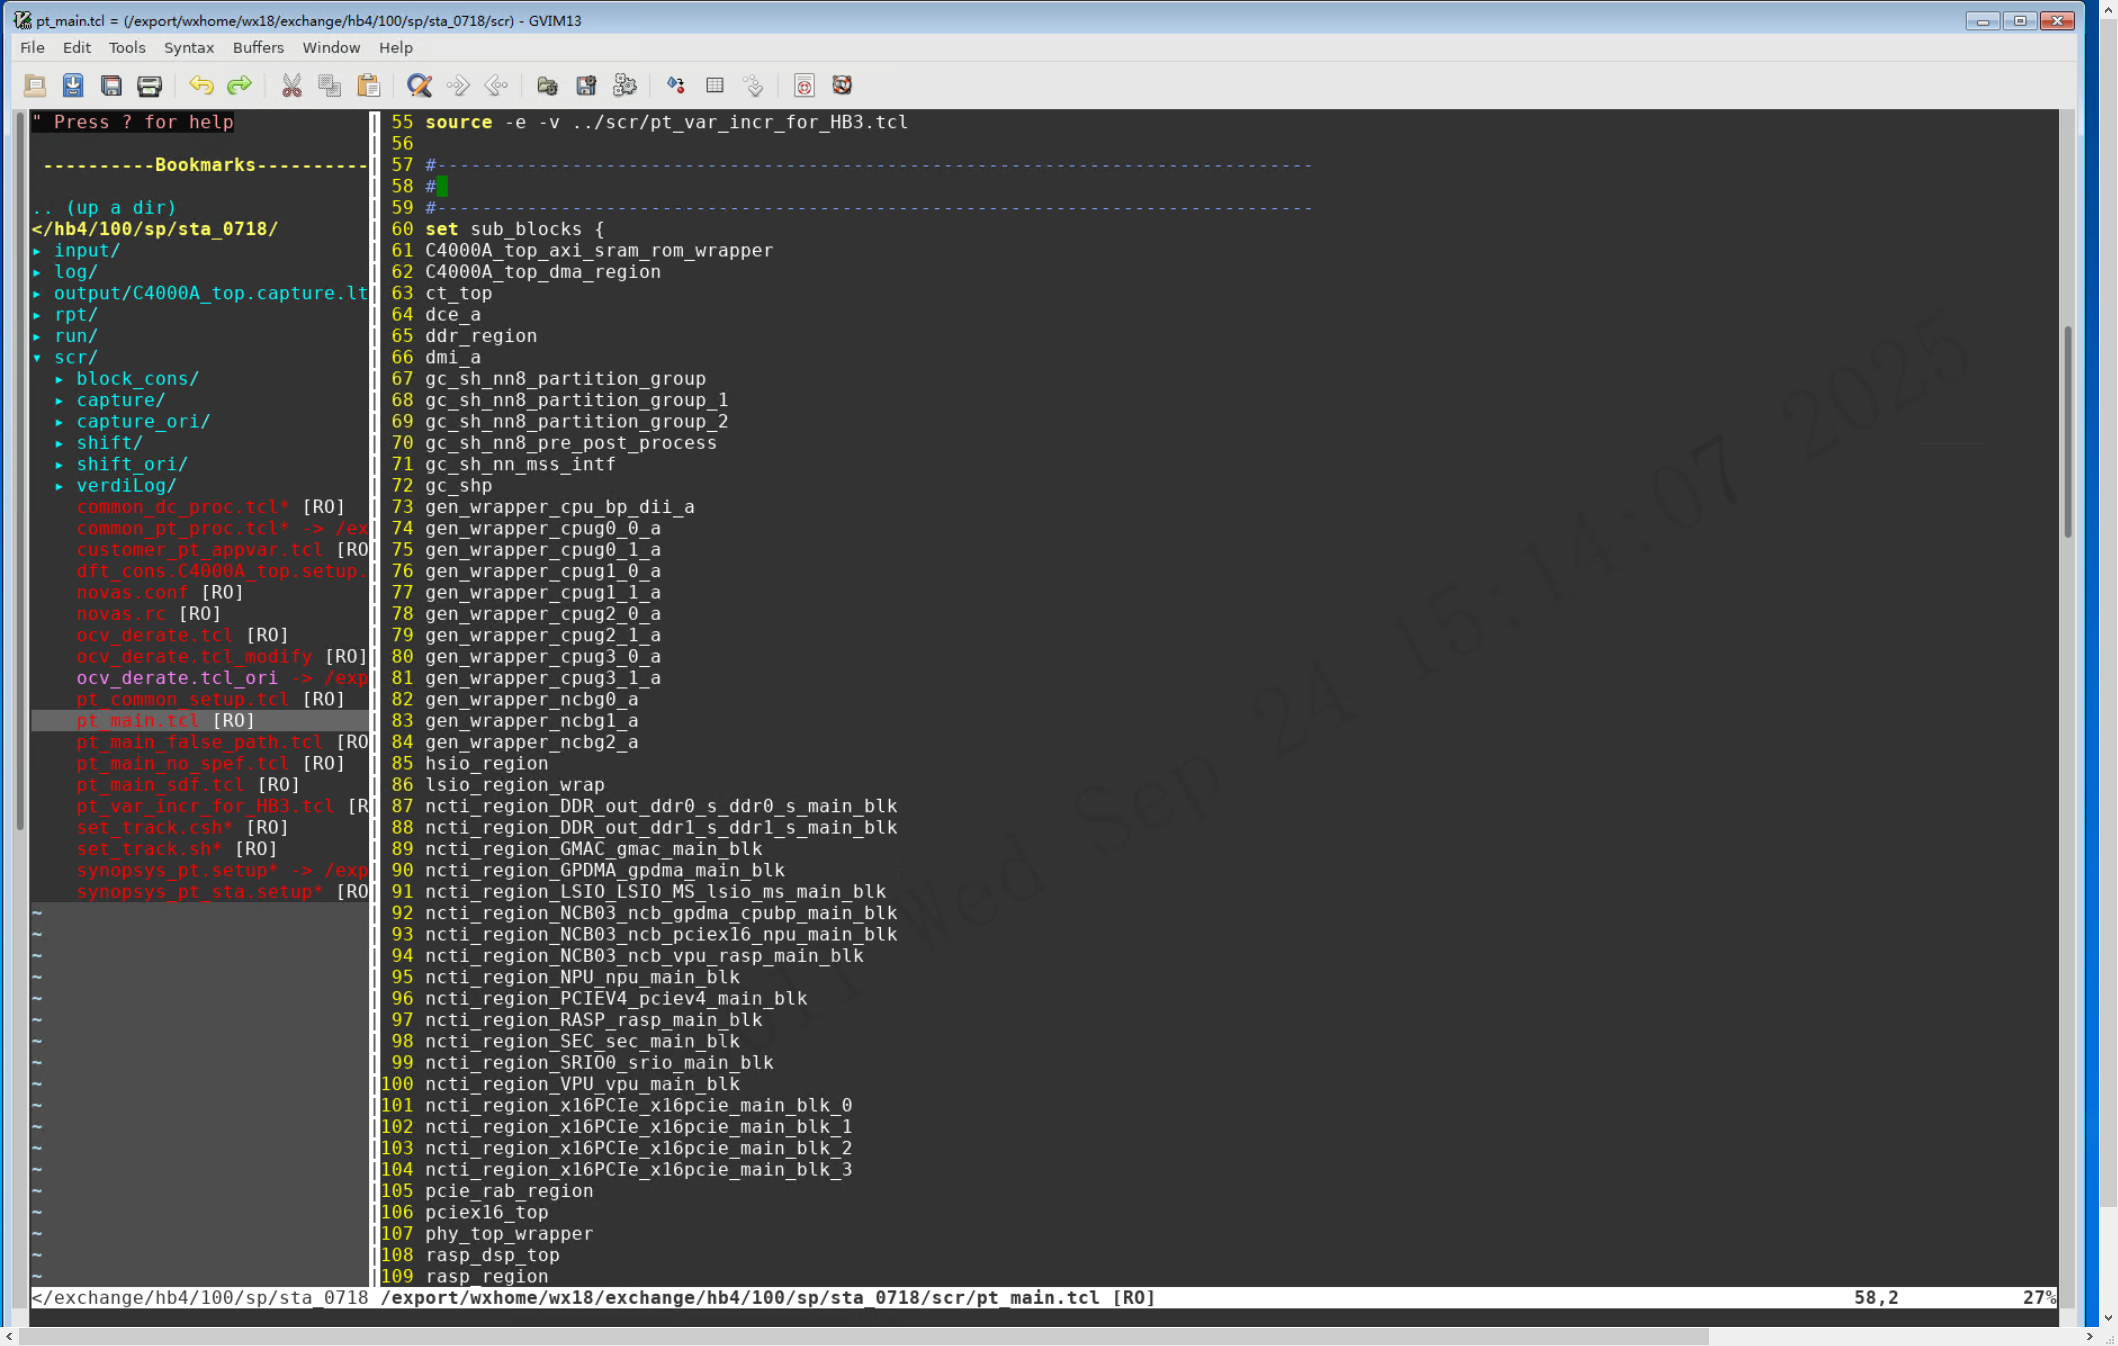 pt_main.tcl = (/export/wxhome/wx18/exchange/hb4/100/sp/sta_0718/scr) - GVIM13
File Edit Tools Syntax Buffers Window Help
" Press ? for help
----------Bookmarks----------
.. (up a dir)
</hb4/100/sp/sta_0718/
▸ input/
▸ log/
▸ output/C4000A_top.capture.lt
▸ rpt/
▸ run/
▾ scr/
▸ block_cons/
▸ capture/
▸ capture_ori/
▸ shift/
▸ shift_ori/
▸ verdiLog/
common_dc_proc.tcl* [RO]
common_pt_proc.tcl* -> /ex
customer_pt_appvar.tcl [RO
dft_cons.C4000A_top.setup.
novas.conf [RO]
novas.rc [RO]
ocv_derate.tcl [RO]
ocv_derate.tcl_modify [RO]
ocv_derate.tcl_ori -> /exp
pt_common_setup.tcl [RO]
pt_main.tcl [RO]
pt_main_false_path.tcl [RO
pt_main_no_spef.tcl [RO]
pt_main_sdf.tcl [RO]
pt_var_incr_for_HB3.tcl [R
set_track.csh* [RO]
set_track.sh* [RO]
synopsys_pt.setup* -> /exp
synopsys_pt_sta.setup* [RO
55 source -e -v ../scr/pt_var_incr_for_HB3.tcl
56
57 #------------------------------------------------------------------------------
58 #
59 #------------------------------------------------------------------------------
60 set sub_blocks {
61 C4000A_top_axi_sram_rom_wrapper
62 C4000A_top_dma_region
63 ct_top
64 dce_a
65 ddr_region
66 dmi_a
67 gc_sh_nn8_partition_group
68 gc_sh_nn8_partition_group_1
69 gc_sh_nn8_partition_group_2
70 gc_sh_nn8_pre_post_process
71 gc_sh_nn_mss_intf
72 gc_shp
73 gen_wrapper_cpu_bp_dii_a
74 gen_wrapper_cpug0_0_a
75 gen_wrapper_cpug0_1_a
76 gen_wrapper_cpug1_0_a
77 gen_wrapper_cpug1_1_a
78 gen_wrapper_cpug2_0_a
79 gen_wrapper_cpug2_1_a
80 gen_wrapper_cpug3_0_a
81 gen_wrapper_cpug3_1_a
82 gen_wrapper_ncbg0_a
83 gen_wrapper_ncbg1_a
84 gen_wrapper_ncbg2_a
85 hsio_region
86 lsio_region_wrap
87 ncti_region_DDR_out_ddr0_s_ddr0_s_main_blk
88 ncti_region_DDR_out_ddr1_s_ddr1_s_main_blk
89 ncti_region_GMAC_gmac_main_blk
90 ncti_region_GPDMA_gpdma_main_blk
91 ncti_region_LSIO_LSIO_MS_lsio_ms_main_blk
92 ncti_region_NCB03_ncb_gpdma_cpubp_main_blk
93 ncti_region_NCB03_ncb_pciex16_npu_main_blk
94 ncti_region_NCB03_ncb_vpu_rasp_main_blk
95 ncti_region_NPU_npu_main_blk
96 ncti_region_PCIEV4_pciev4_main_blk
97 ncti_region_RASP_rasp_main_blk
98 ncti_region_SEC_sec_main_blk
99 ncti_region_SRIO0_srio_main_blk
100 ncti_region_VPU_vpu_main_blk
101 ncti_region_x16PCIe_x16pcie_main_blk_0
102 ncti_region_x16PCIe_x16pcie_main_blk_1
103 ncti_region_x16PCIe_x16pcie_main_blk_2
104 ncti_region_x16PCIe_x16pcie_main_blk_3
105 pcie_rab_region
106 pciex16_top
107 phy_top_wrapper
108 rasp_dsp_top
109 rasp_region
Wed Sep 24 15:14:07 2025
</exchange/hb4/100/sp/sta_0718 /export/wxhome/wx18/exchange/hb4/100/sp/sta_0718/scr/pt_main.tcl [RO] 58,2 27%